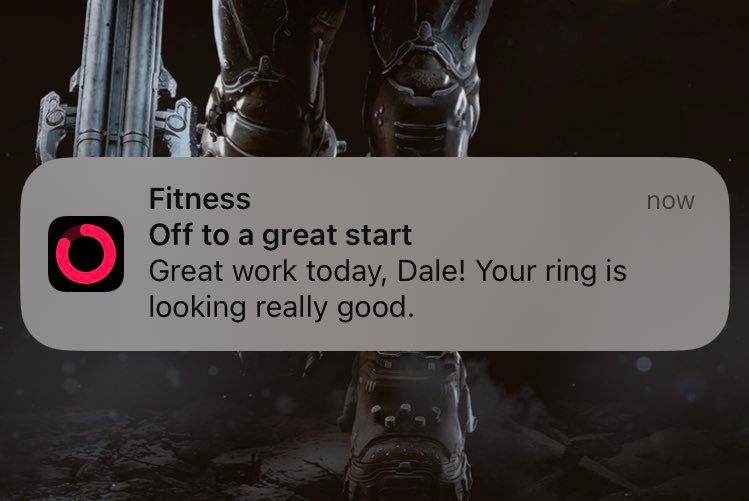 Fitness
now
Off to a great start
Great work today, Dale! Your ring is
looking really good.